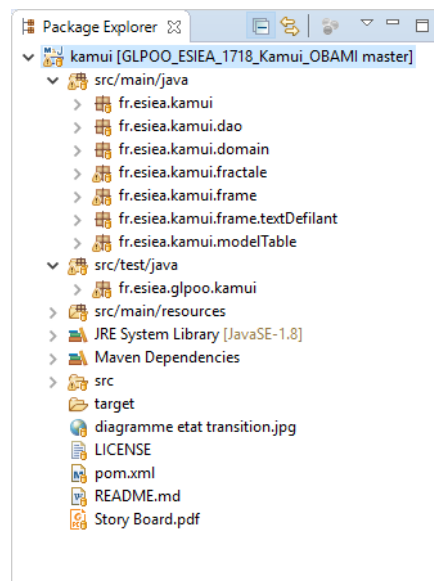 Package Explorer
kamui [GLPOO_ESIEA_1718_Kamui_OBAMI master]
src/main/java
fr.esiea.kamui
fr.esiea.kamui.dao
fr.esiea.kamui.domain
fr.esiea.kamui.fractale
fr.esiea.kamui.frame
fr.esiea.kamui.frame.textDefilant
fr.esiea.kamui.modelTable
src/test/java
fr.esiea.glpoo.kamui
src/main/resources
JRE System Library [JavaSE-1.8]
Maven Dependencies
src
target
diagramme etat transition.jpg
LICENSE
pom.xml
README.md
Story Board.pdf